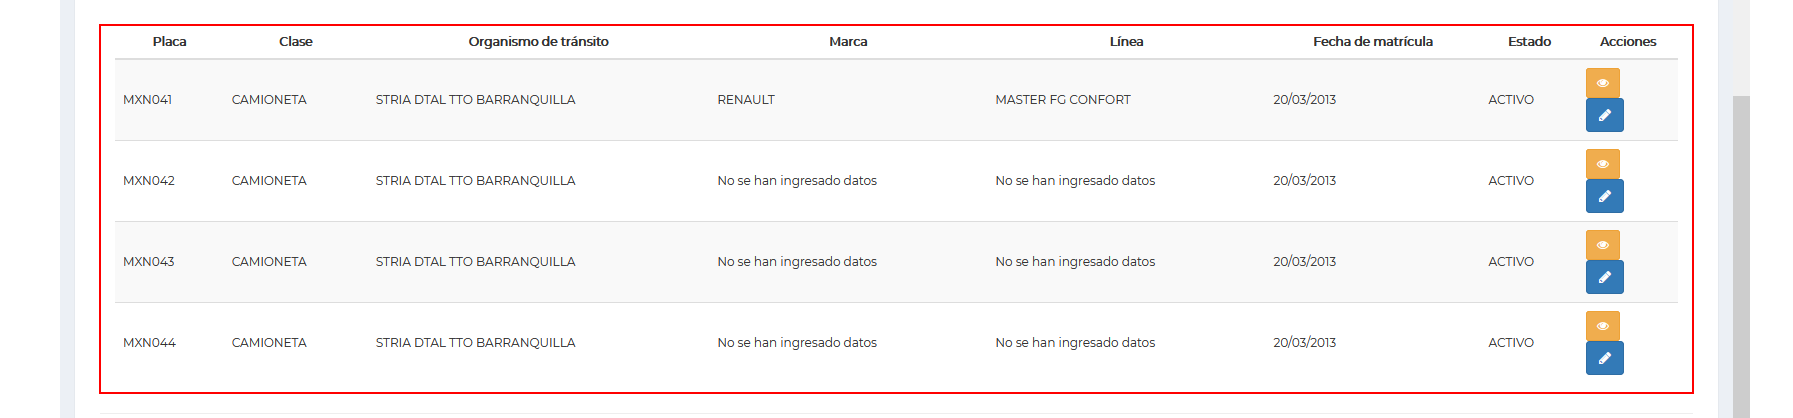 Placa Clase Organismo de tránsito Marca Línea Fecha de matrícula Estado Acciones
MXN041 CAMIONETA STRIA DTAL TTO BARRANQUILLA RENAULT MASTER FG CONFORT 20/03/2013 ACTIVO
MXN042 CAMIONETA STRIA DTAL TTO BARRANQUILLA No se han ingresado datos No se han ingresado datos 20/03/2013 ACTIVO
MXN043 CAMIONETA STRIA DTAL TTO BARRANQUILLA No se han ingresado datos No se han ingresado datos 20/03/2013 ACTIVO
MXN044 CAMIONETA STRIA DTAL TTO BARRANQUILLA No se han ingresado datos No se han ingresado datos 20/03/2013 ACTIVO